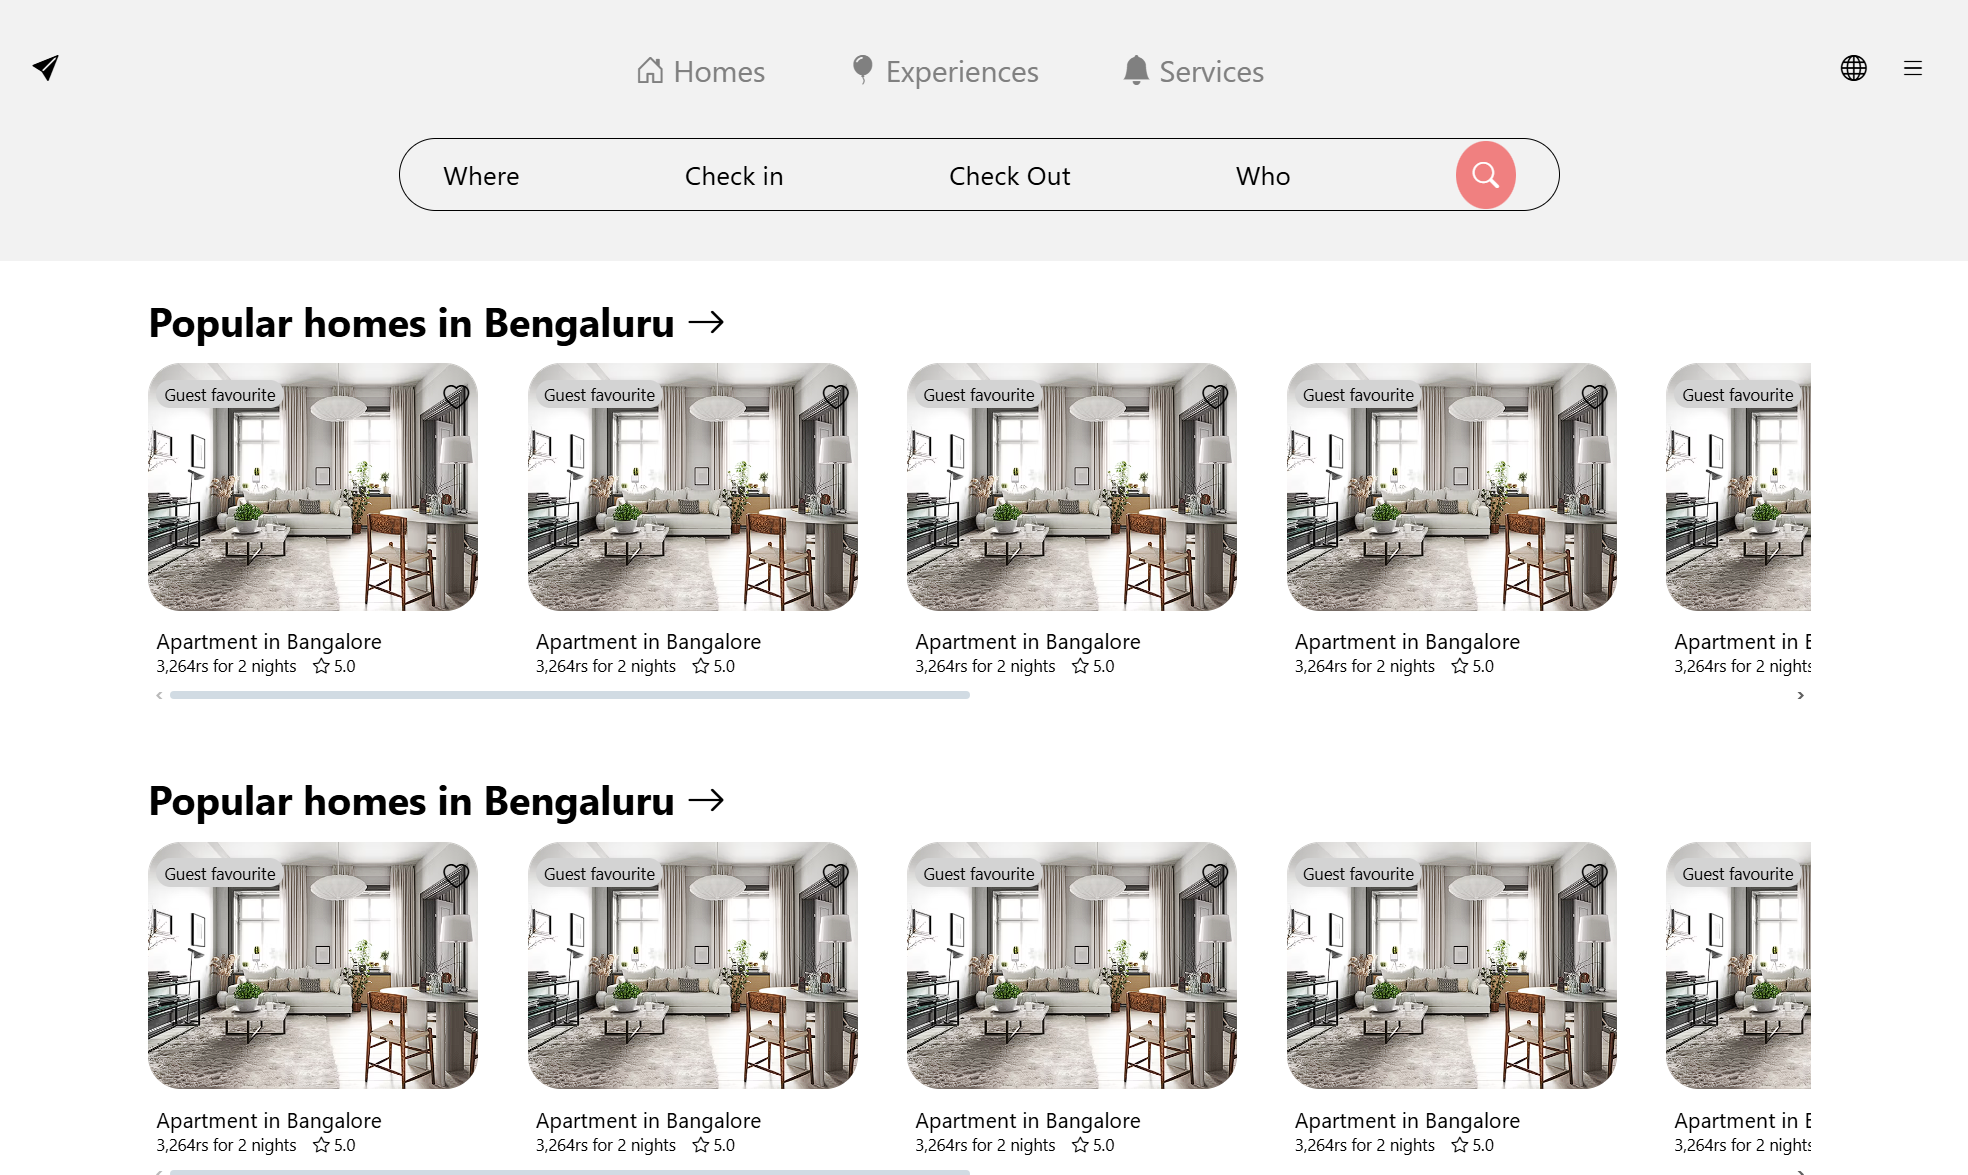 Homes Experiences Services
Where Check in Check Out Who
Popular homes in Bengaluru
Guest favourite Guest favourite Guest favourite Guest favourite Guest favourite
Apartment in Bangalore Apartment in Bangalore Apartment in Bangalore Apartment in Bangalore Apartment in
3,264rs for 2 nights 5.0 3,264rs for 2 nights 5.0 3,264rs for 2 nights 5.0 3,264rs for 2 nights 5.0 3,264rs for 2 nights
Popular homes in Bengaluru
Guest favourite Guest favourite Guest favourite Guest favourite Guest favourite
Apartment in Bangalore Apartment in Bangalore Apartment in Bangalore Apartment in Bangalore Apartment in
3,264rs for 2 nights 5.0 3,264rs for 2 nights 5.0 3,264rs for 2 nights 5.0 3,264rs for 2 nights 5.0 3,264rs for 2 nights